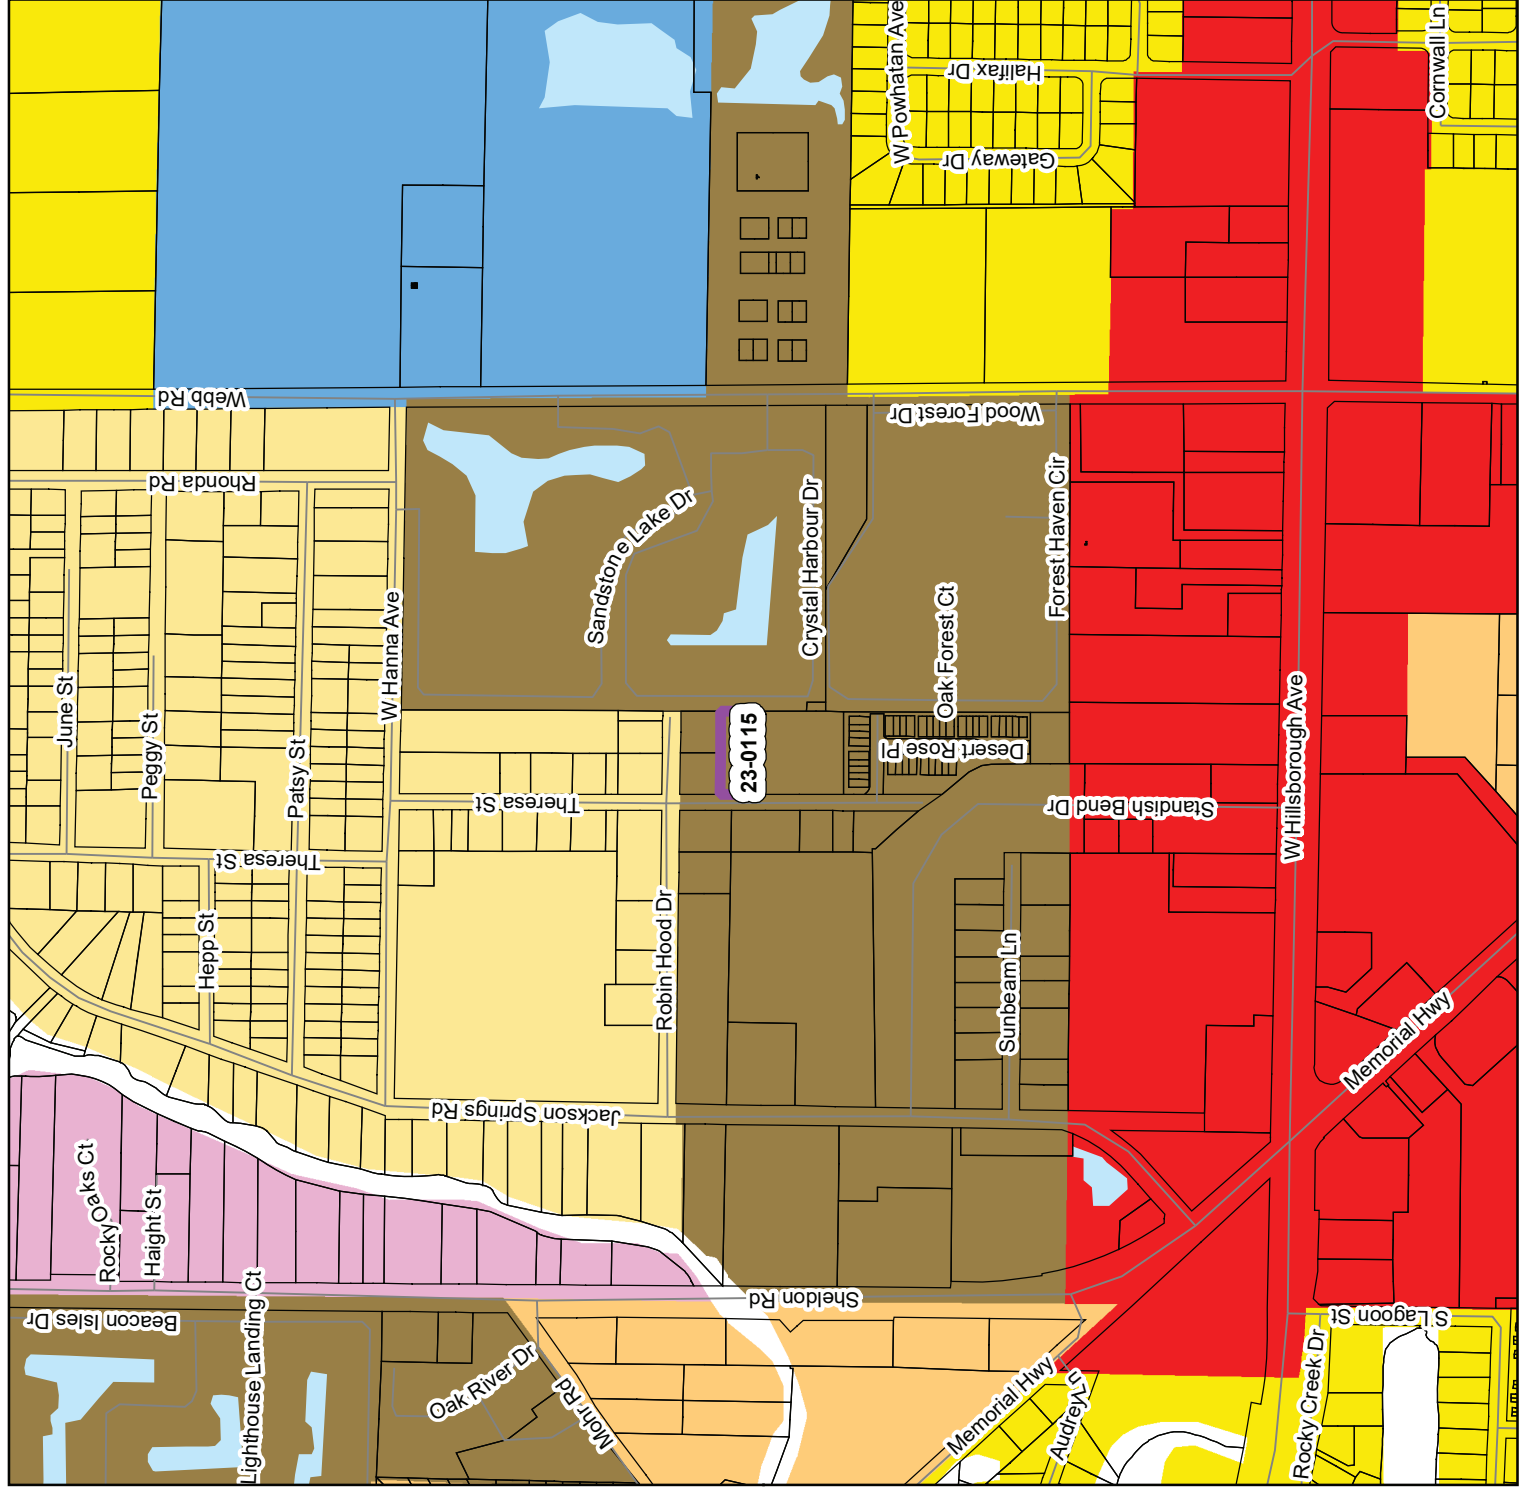 W Powhatan Ave
Halifax Dr
Cornwall Ln
Gateway Dr
Webb Rd
Wood Forest Dr
Rhonda Rd
Sandstone Lake Dr
Crystal Harbour Dr
Forest Haven Cir
W Hanna Ave
Oak Forest Ct
June St
Peggy St
Patsy St
W Hillsborough Ave
23-0115
Desert Rose Pl
Theresa St
Standish Bend Dr
Theresa St
Hepp St
Robin Hood Dr
Sunbeam Ln
Memorial Hwy
Jackson Springs Rd
Rocky Oaks Ct
Haight St
Sheldon Rd
Beacon Isles Dr
Lighthouse Landing Ct
S Lagoon St
Oak River Dr
Mohr Rd
Memorial Hwy
Audrey Ln
Rocky Creek Dr